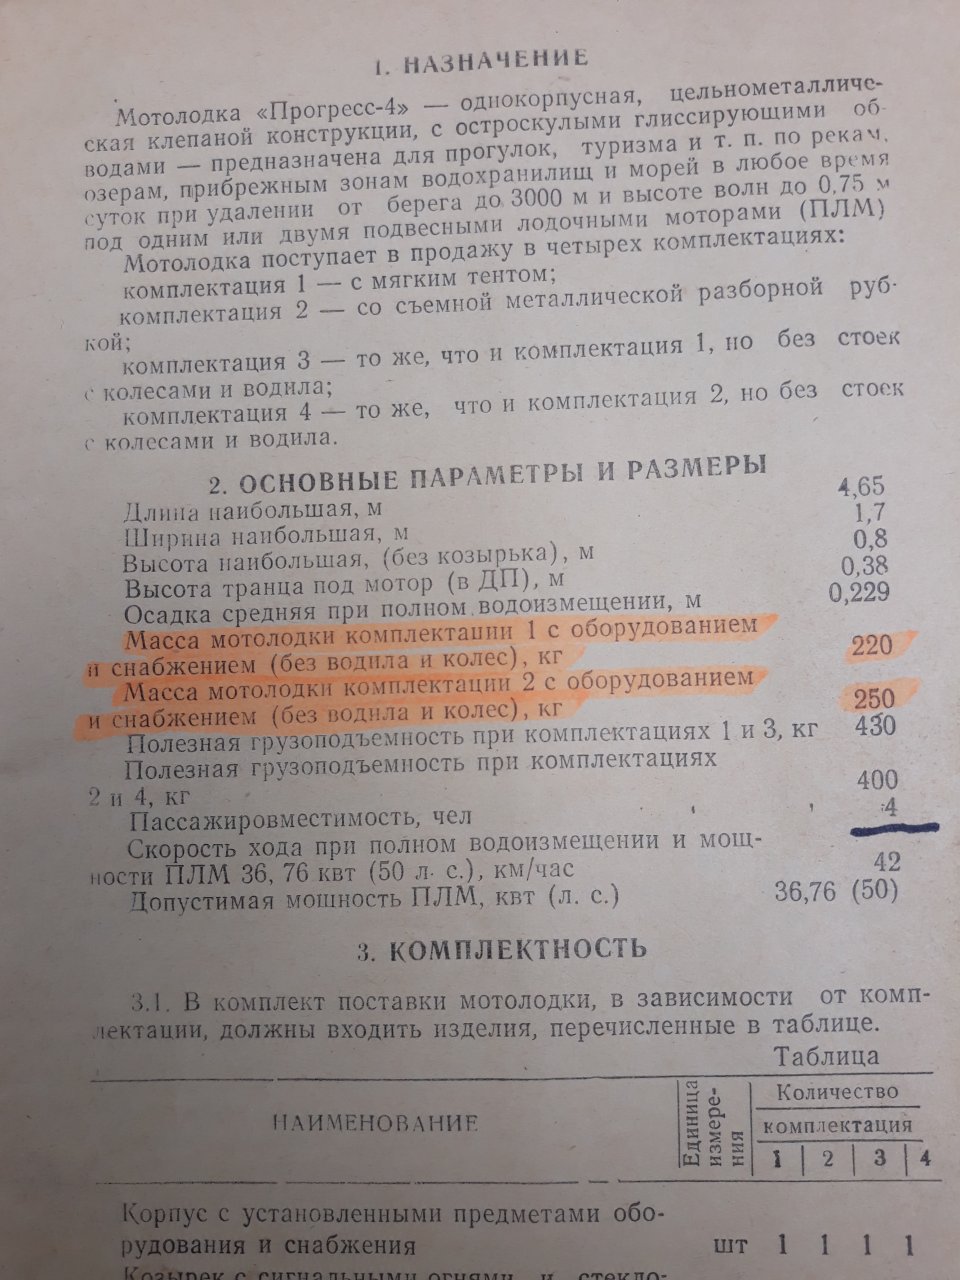 1. НАЗНАЧЕНИЕ
Мотолодка «Прогресс-4» — однокорпусная, цельнометалличе-
ская клепаной конструкции, с остроскулыми глиссирующими об-
водами — предназначена для прогулок, туризма и т. п. по рекам,
озерам, прибрежным зонам водохранилищ и морей в любое время
суток при удалении от берега до 3000 м и высоте волн до 0,75 м
под одним или двумя подвесными лодочными моторами (ПЛМ)
Мотолодка поступает в продажу в четырех комплектациях:
комплектация 1 — с мягким тентом;
комплектация 2 — со съемной металлической разборной руб-
кой;
комплектация 3 — то же, что и комплектация 1, но без стоек
с колесами и водила;
комплектация 4 — то же, что и комплектация 2, но без стоек
с колесами и водила.
2. ОСНОВНЫЕ ПАРАМЕТРЫ И РАЗМЕРЫ
Длина наибольшая, м 4,65
Ширина наибольшая, м 1,7
Высота наибольшая, (без козырька), м 0,8
Высота транца под мотор (в ДП), м 0,38
Осадка средняя при полном водоизмещении, м 0,229
Масса мотолодки комплектации 1 с оборудованием
и снабжением (без водила и колес), кг 220
Масса мотолодки комплектации 2 с оборудованием
и снабжением (без водила и колес), кг 250
Полезная грузоподъемность при комплектациях 1 и 3, кг 430
Полезная грузоподъемность при комплектациях
2 и 4, кг 400
Пассажировместимость, чел 4
Скорость хода при полном водоизмещении и мощ-
ности ПЛМ 36, 76 квт (50 л. с.), км/час 42
Допустимая мошность ПЛМ, квт (л. с.) 36,76 (50)
3. КОМПЛЕКТНОСТЬ
3.1. В комплект поставки мотолодки, в зависимости от комп-
лектации, должны входить изделия, перечисленные в таблице.
Таблица
НАИМЕНОВАНИЕ
Единица
измере-
ния
Количество
комплектация
1 2 3 4
Корпус с установленными предметами обо-
рудования и снабжения шт 1 1 1 1
Козырек с сигнальными огнями и стекло-